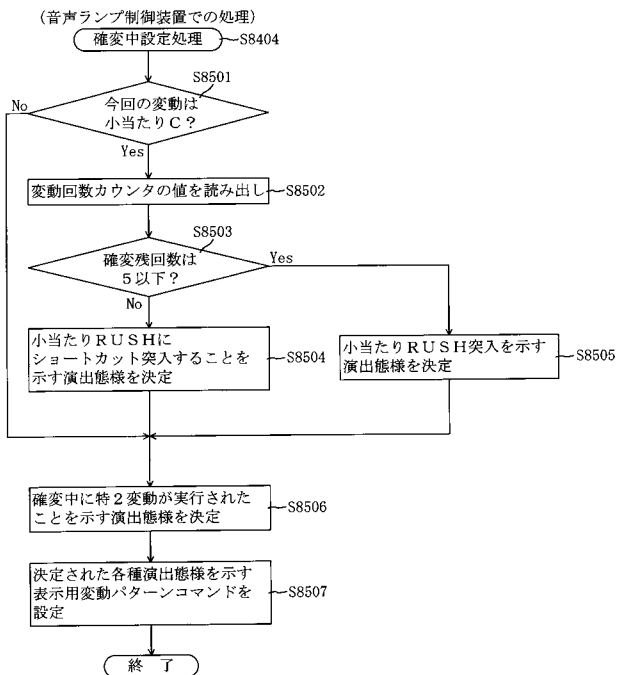 (音声ランプ制御装置での処理)
確変中設定処理
S8404
S8501
No
今回の変動は
小当たりC?
Yes
変動回数カウンタの値を読み出し
S8502
S8503
確変残回数は
5以下?
Yes
No
小当たりRUSHに
ショートカット突入することを
示す演出態様を決定
S8504
小当たりRUSH突入を示す
演出態様を決定
S8505
確変中に特2変動が実行された
ことを示す演出態様を決定
S8506
決定された各種演出態様を示す
表示用変動パターンコマンドを
設定
S8507
終了